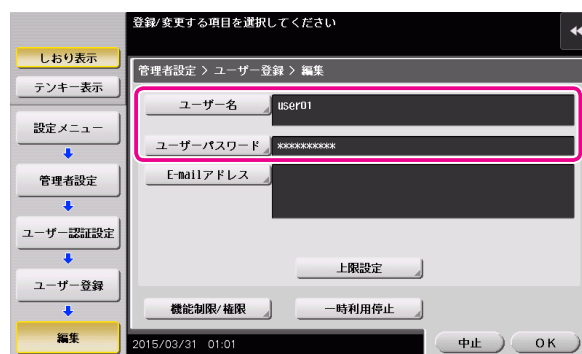 登録/変更する項目を選択してください
しおり表示
テンキー表示
設定メニュー
管理者設定
ユーザー認証設定
ユーザー登録
編集
管理者設定 > ユーザー登録 > 編集
ユーザー名 user01
ユーザーパスワード **********
E-mailアドレス
上限設定
機能制限/権限 一時利用停止
2015/03/31 01:01 中止 OK